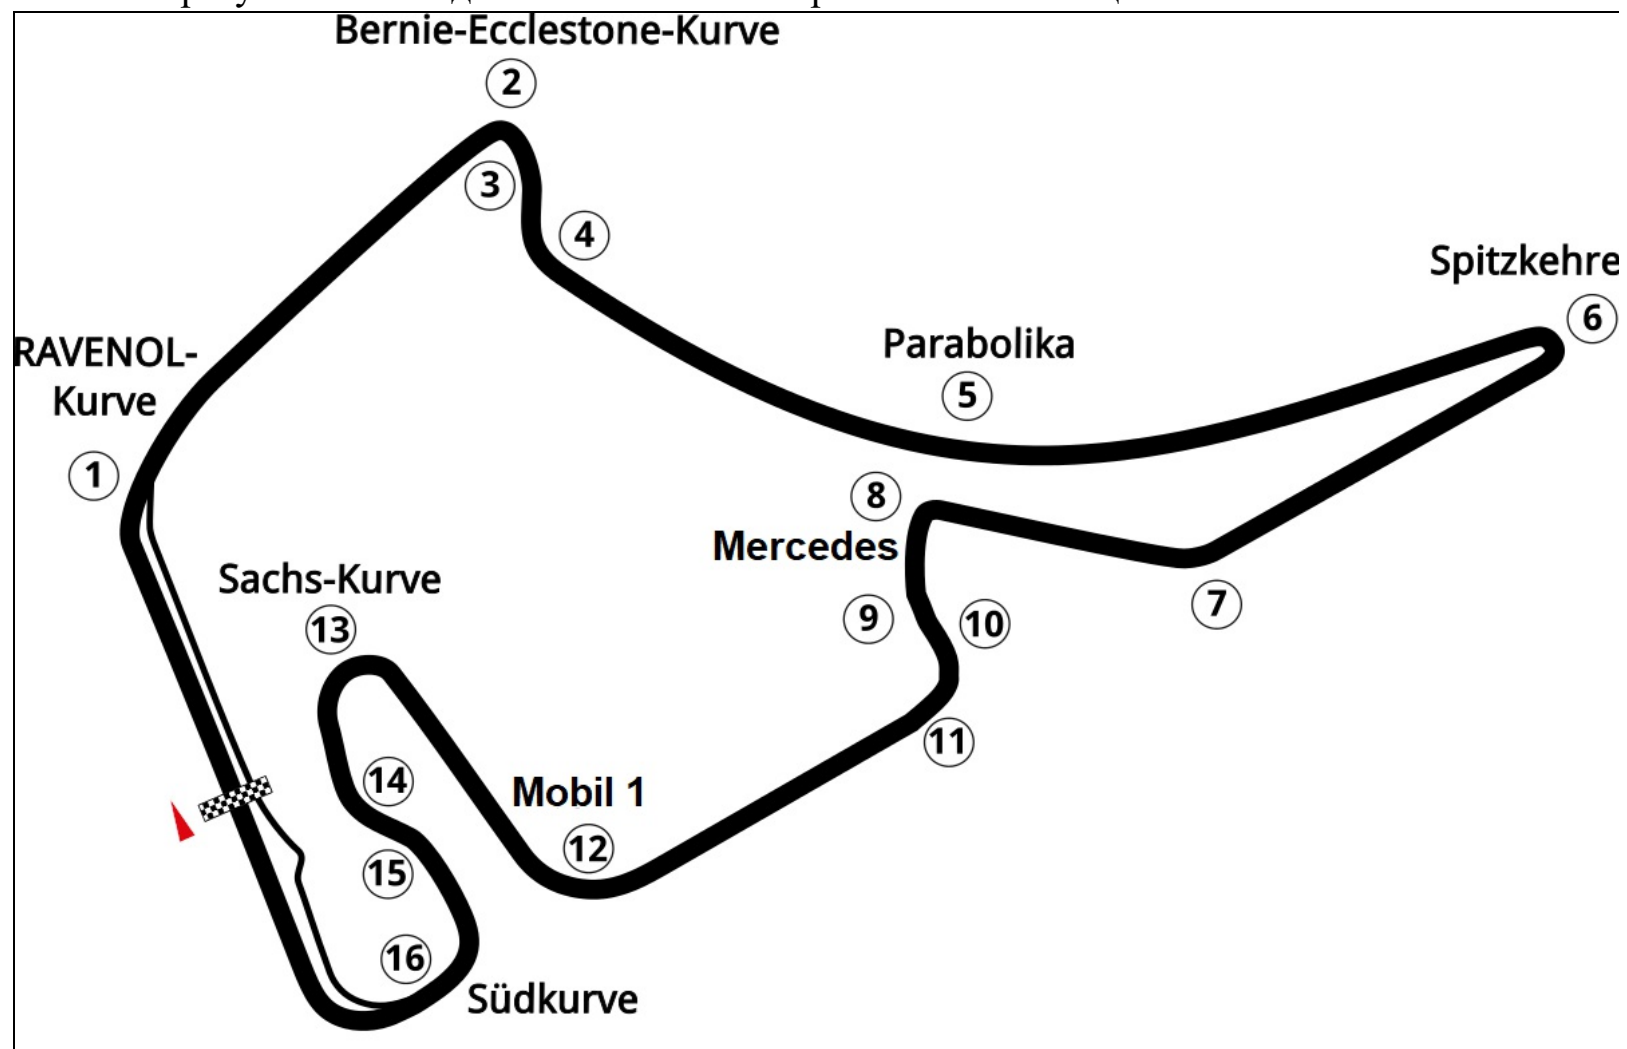 Bernie-Ecclestone-Kurve
2
3
4
Spitzkehre
6
RAVENOL-
Kurve
Parabolika
5
1
8
Mercedes
Sachs-Kurve
7
9
10
13
11
14
Mobil 1
12
15
16
Südkurve